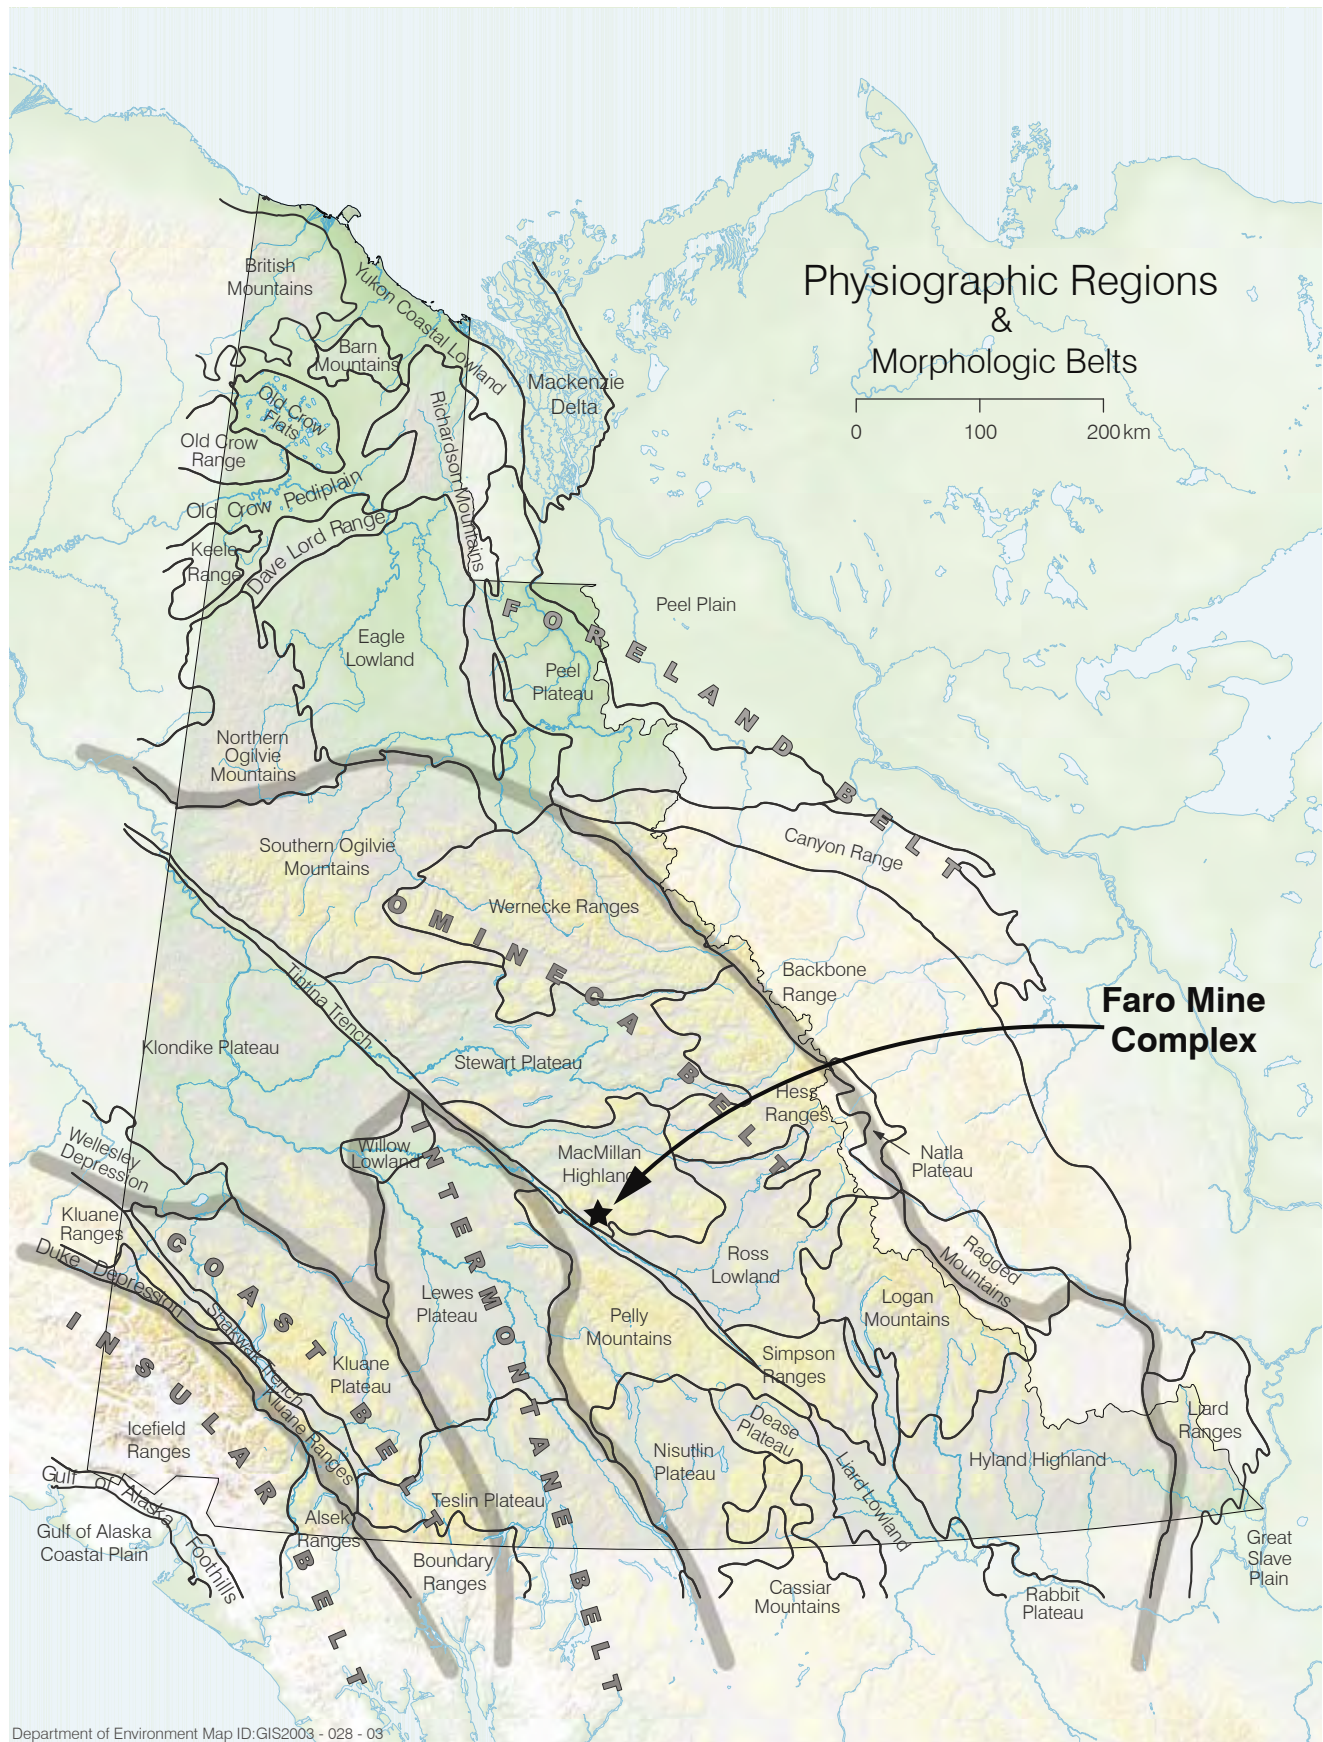 Physiographic Regions
&
Morphologic Belts
0 100 200 km
British
Mountains
Yukon Coastal Lowland
Barn
Mountains
Mackenzie
Delta
Old Crow
Flats
Richardson Mountains
Old Crow
Range
Old Crow Pediplain
Dave Lord Range
Keele
Range
FORELAND BELT
Peel Plain
Eagle
Lowland
Peel
Plateau
Northern
Ogilvie
Mountains
Southern Ogilvie
Mountains
Canyon Range
OMINECA BELT
Wernecke Ranges
Backbone
Range
Faro Mine
Complex
Tintina Trench
Klondike Plateau
Stewart Plateau
Hess
Ranges
Willow
Lowland
MacMillan
Highland
Natla
Plateau
Wellesley
Depression
INTERMONTANE BELT
Kluane
Ranges
COAST BELT
Duke Depression
Ross
Lowland
Ragged
Mountains
Lewes
Plateau
Pelly
Mountains
Logan
Mountains
INSULAR BELT
Shakwak Trench
Kluane
Plateau
Simpson
Ranges
Kluane Ranges
Icefield
Ranges
Dease
Plateau
Liard
Ranges
Nisutlin
Plateau
Liard Lowland
Hyland Highland
Gulf of Alaska
Foothills
Teslin Plateau
Alsek
Ranges
Gulf of Alaska
Coastal Plain
Boundary
Ranges
Great
Slave
Plain
Cassiar
Mountains
Rabbit
Plateau
Department of Environment Map ID:GIS2003 - 028 - 03